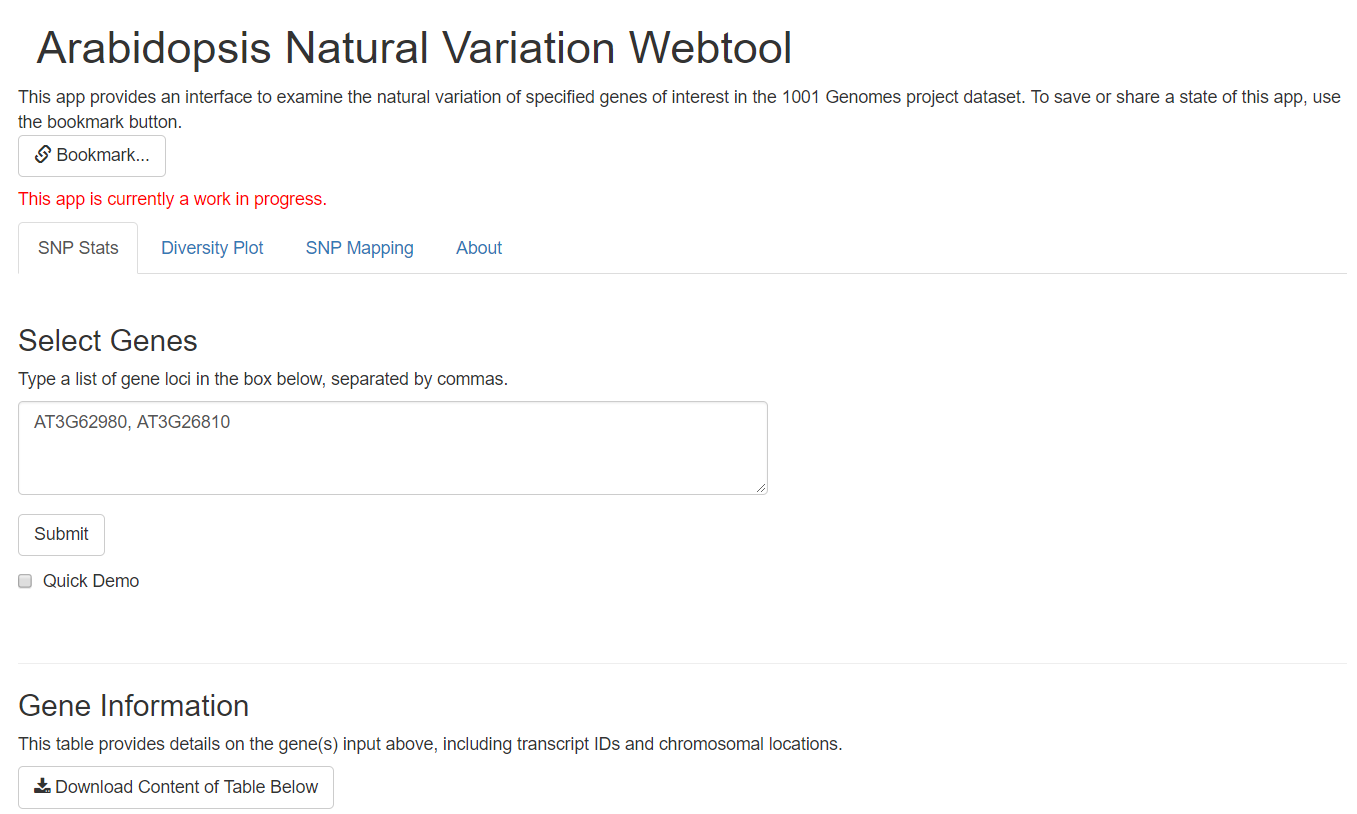 Arabidopsis Natural Variation Webtool
This app provides an interface to examine the natural variation of specified genes of interest in the 1001 Genomes project dataset. To save or share a state of this app, use
the bookmark button.
Bookmark...
This app is currently a work in progress.
SNP Stats Diversity Plot SNP Mapping About
Select Genes
Type a list of gene loci in the box below, separated by commas.
AT3G62980, AT3G26810
Submit
Quick Demo
Gene Information
This table provides details on the gene(s) input above, including transcript IDs and chromosomal locations.
Download Content of Table Below